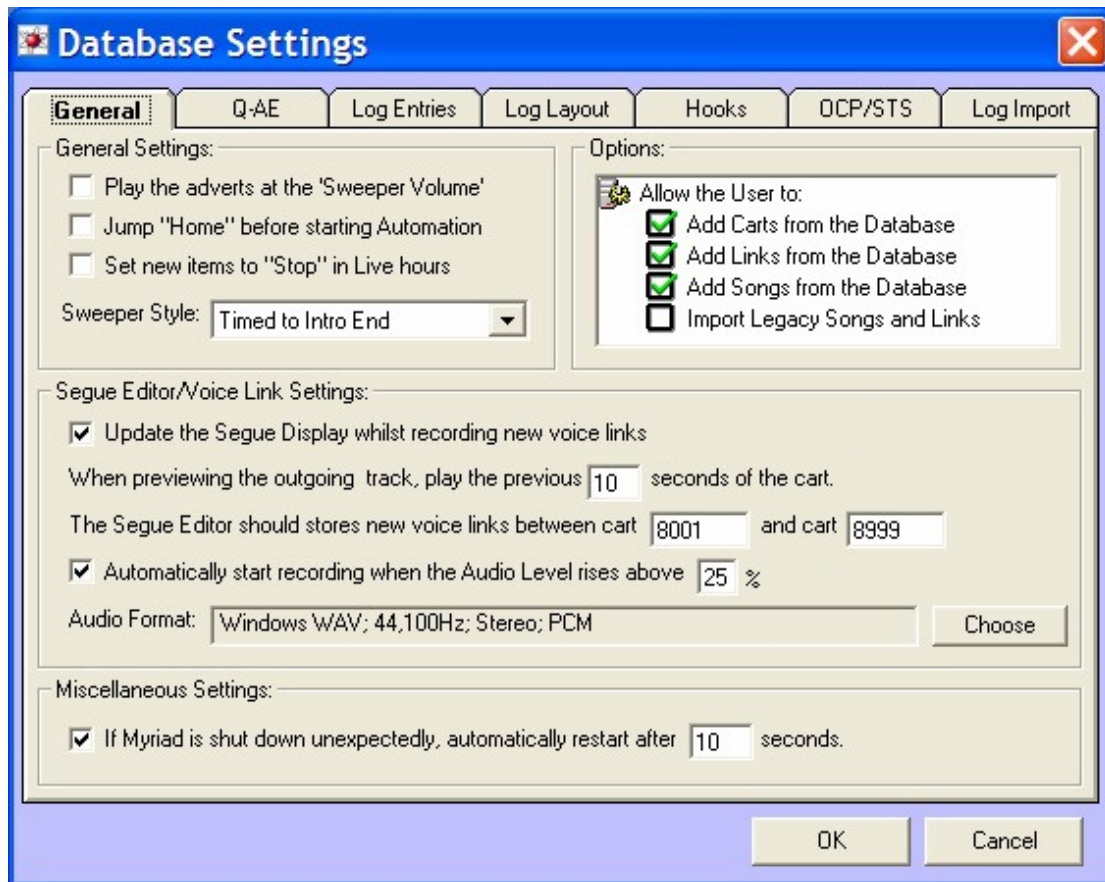 Database Settings
General Q-AE Log Entries Log Layout Hooks OCP/STS Log Import
General Settings:
Play the adverts at the 'Sweeper Volume'
Jump "Home" before starting Automation
Set new items to "Stop" in Live hours
Sweeper Style: Timed to Intro End
Options:
Allow the User to:
Add Carts from the Database
Add Links from the Database
Add Songs from the Database
Import Legacy Songs and Links
Segue Editor/Voice Link Settings:
Update the Segue Display whilst recording new voice links
When previewing the outgoing track, play the previous 10 seconds of the cart.
The Segue Editor should stores new voice links between cart 8001 and cart 8999
Automatically start recording when the Audio Level rises above 25 %
Audio Format: Windows WAV; 44,100Hz; Stereo; PCM Choose
Miscellaneous Settings:
If Myriad is shut down unexpectedly, automatically restart after 10 seconds.
OK Cancel